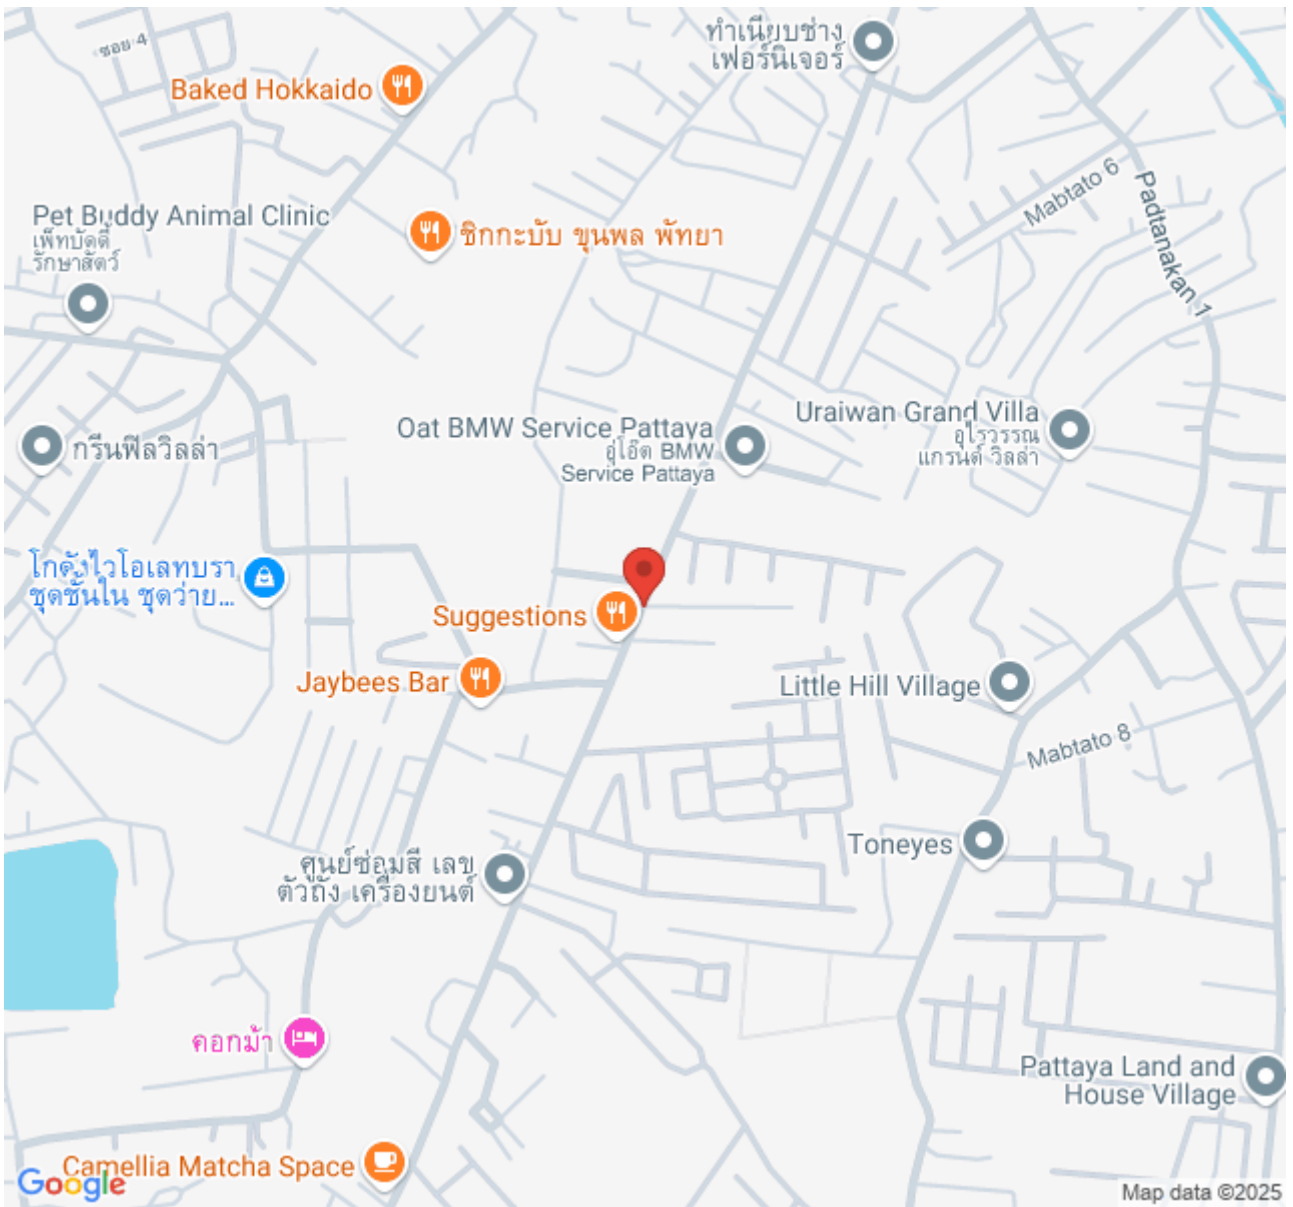 ทำเนียบช่าง
เฟอร์นิเจอร์
ซอย 4
Baked Hokkaido
Mabtato 6
Padtanakan 1
Pet Buddy Animal Clinic
เพ็ทบัดดี้
รักษาสัตว์
ชิกกะบับ ขุนพล พัทยา
Uraiwan Grand Villa
อุไรวรรณ
แกรนด์ วิลล่า
Oat BMW Service Pattaya
อู่โอ๊ต BMW
Service Pattaya
กรีนฟิลวิลล่า
โกดังไวโอเลทบรา
ชุดชั้นใน ชุดว่าย...
Suggestions
Jaybees Bar
Little Hill Village
Mabtato 8
Toneyes
ศูนย์ซ่อมสี เลข
ตัวถัง เครื่องยนต์
คอกม้า
Pattaya Land and
House Village
Camellia Matcha Space
Google
Map data ©2025